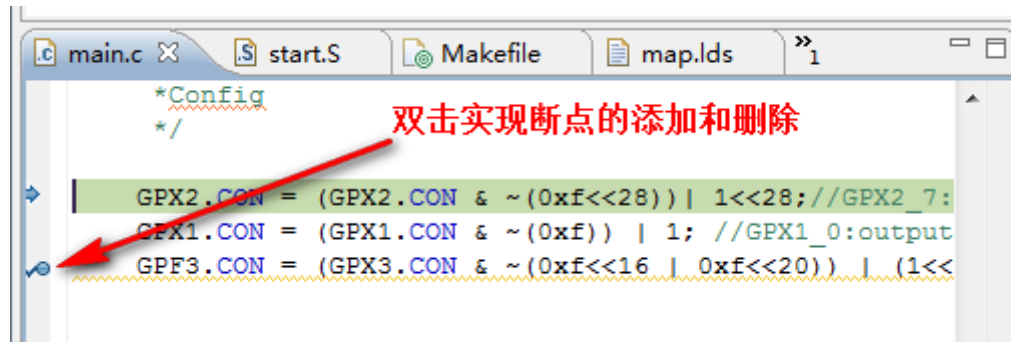 main.c start.S Makefile map.lds »1
*Config
*/
双击实现断点的添加和删除
GPX2.CON = (GPX2.CON & ~(0xf<<28))| 1<<28;//GPX2_7:
GPX1.CON = (GPX1.CON & ~(0xf)) | 1; //GPX1_0:output
GPF3.CON = (GPX3.CON & ~(0xf<<16 | 0xf<<20)) | (1<<